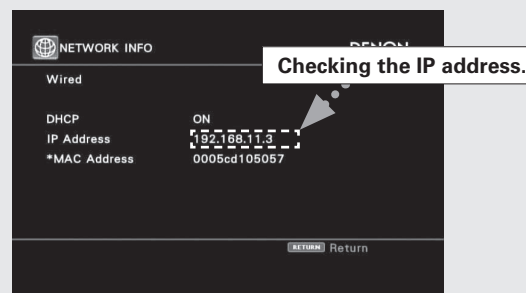 NETWORK INFO
DENON
Checking the IP address.
Wired
DHCP ON
IP Address 192.168.11.3
*MAC Address 0005cd105057
RETURN Return